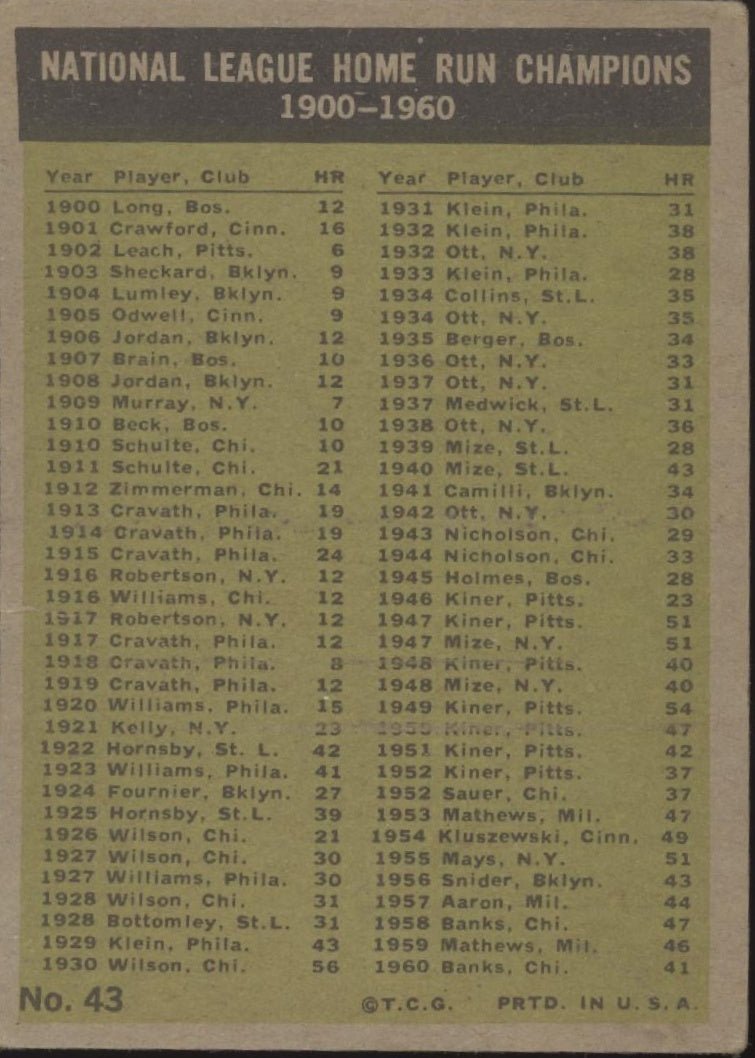 NATIONAL LEAGUE HOME RUN CHAMPIONS
1900–1960
Year Player, Club HR
1900 Long, Bos. 12
1901 Crawford, Cinn. 16
1902 Leach, Pitts. 6
1903 Sheckard, Bklyn. 9
1904 Lumley, Bklyn. 9
1905 Odwell, Cinn. 9
1906 Jordan, Bklyn. 12
1907 Brain, Bos. 10
1908 Jordan, Bklyn. 12
1909 Murray, N.Y. 7
1910 Beck, Bos. 10
1910 Schulte, Chi. 10
1911 Schulte, Chi. 21
1912 Zimmerman, Chi. 14
1913 Cravath, Phila. 19
1914 Cravath, Phila. 19
1915 Cravath, Phila. 24
1916 Robertson, N.Y. 12
1916 Williams, Chi. 12
1917 Robertson, N.Y. 12
1917 Cravath, Phila. 12
1918 Cravath, Phila. 8
1919 Cravath, Phila. 12
1920 Williams, Phila. 15
1921 Kelly, N.Y. 23
1922 Hornsby, St. L. 42
1923 Williams, Phila. 41
1924 Fournier, Bklyn. 27
1925 Hornsby, St.L. 39
1926 Wilson, Chi. 21
1927 Wilson, Chi. 30
1927 Williams, Phila. 30
1928 Wilson, Chi. 31
1928 Bottomley, St.L. 31
1929 Klein, Phila. 43
1930 Wilson, Chi. 56
Year Player, Club HR
1931 Klein, Phila. 31
1932 Klein, Phila. 38
1932 Ott, N.Y. 38
1933 Klein, Phila. 28
1934 Collins, St.L. 35
1934 Ott, N.Y. 35
1935 Berger, Bos. 34
1936 Ott, N.Y. 33
1937 Ott, N.Y. 31
1937 Medwick, St.L. 31
1938 Ott, N.Y. 36
1939 Mize, St.L. 28
1940 Mize, St.L. 43
1941 Camilli, Bklyn. 34
1942 Ott, N.Y. 30
1943 Nicholson, Chi. 29
1944 Nicholson, Chi. 33
1945 Holmes, Bos. 28
1946 Kiner, Pitts. 23
1947 Kiner, Pitts. 51
1947 Mize, N.Y. 51
1948 Kiner, Pitts. 40
1948 Mize, N.Y. 40
1949 Kiner, Pitts. 54
1950 Kiner, Pitts. 47
1951 Kiner, Pitts. 42
1952 Kiner, Pitts. 37
1952 Sauer, Chi. 37
1953 Mathews, Mil. 47
1954 Kluszewski, Cinn. 49
1955 Mays, N.Y. 51
1956 Snider, Bklyn. 43
1957 Aaron, Mil. 44
1958 Banks, Chi. 47
1959 Mathews, Mil. 46
1960 Banks, Chi. 41
No. 43 ©T.C.G. PRTD. IN U.S.A.